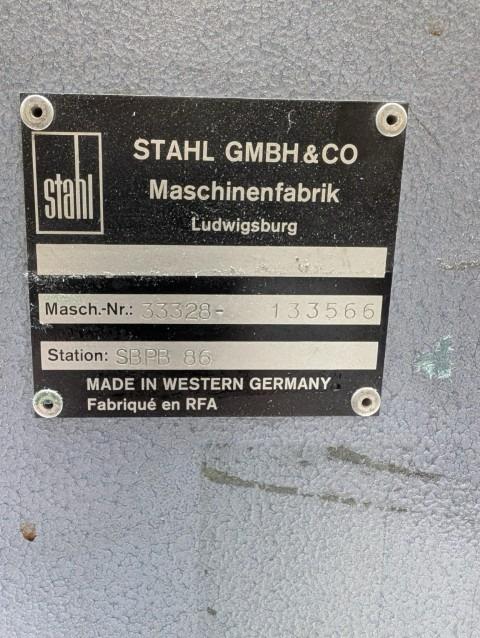 stahl
STAHL GMBH & CO
Maschinenfabrik
Ludwigsburg
Masch.-Nr.: 33328- 133566
Station: SBPB 86
MADE IN WESTERN GERMANY
Fabriqué en RFA